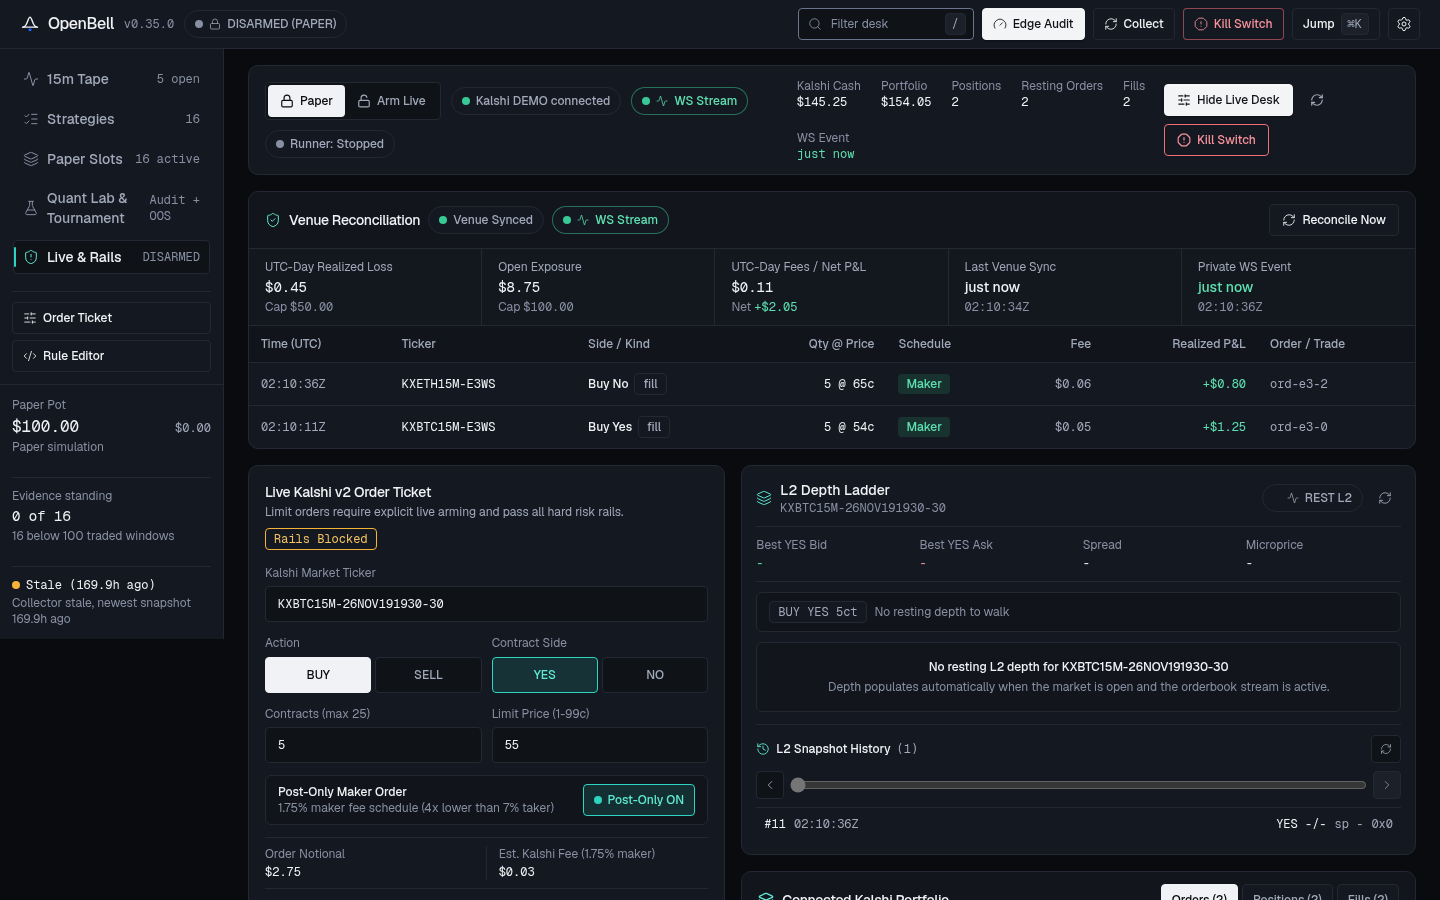 OpenBell v0.35.0 DISARMED (PAPER) Filter desk / Edge Audit Collect Kill Switch Jump ⌘K
15m Tape 5 open
Strategies 16
Paper Slots 16 active
Quant Lab & Tournament Audit + OOS
Live & Rails DISARMED
Order Ticket
Rule Editor
Paper Pot
$100.00 $0.00
Paper simulation
Evidence standing
0 of 16
16 below 100 traded windows
Stale (169.9h ago)
Collector stale, newest snapshot
169.9h ago
Paper Arm Live Kalshi DEMO connected WS Stream
Runner: Stopped
Kalshi Cash Portfolio Positions Resting Orders Fills
$145.25 $154.05 2 2 2
WS Event
just now
Hide Live Desk
Kill Switch
Venue Reconciliation Venue Synced WS Stream Reconcile Now
UTC-Day Realized Loss Open Exposure UTC-Day Fees / Net P&L Last Venue Sync Private WS Event
$0.45 $8.75 $0.11 just now just now
Cap $50.00 Cap $100.00 Net +$2.05 02:10:34Z 02:10:36Z
Time (UTC) Ticker Side / Kind Qty @ Price Schedule Fee Realized P&L Order / Trade
02:10:36Z KXETH15M-E3WS Buy No fill 5 @ 65c Maker $0.06 +$0.80 ord-e3-2
02:10:11Z KXBTC15M-E3WS Buy Yes fill 5 @ 54c Maker $0.05 +$1.25 ord-e3-0
Live Kalshi v2 Order Ticket
Limit orders require explicit live arming and pass all hard risk rails.
Rails Blocked
Kalshi Market Ticker
KXBTC15M-26NOV191930-30
Action Contract Side
BUY SELL YES NO
Contracts (max 25) Limit Price (1-99c)
5 55
Post-Only Maker Order
1.75% maker fee schedule (4x lower than 7% taker)
Post-Only ON
Order Notional Est. Kalshi Fee (1.75% maker)
$2.75 $0.03
L2 Depth Ladder
KXBTC15M-26NOV191930-30
REST L2
Best YES Bid Best YES Ask Spread Microprice
- - - -
BUY YES 5ct No resting depth to walk
No resting L2 depth for KXBTC15M-26NOV191930-30
Depth populates automatically when the market is open and the orderbook stream is active.
L2 Snapshot History (1)
#11 02:10:36Z YES -/- sp - 0x0
Connected Kalshi Portfolio Orders (2) Positions (2) Fills (2)